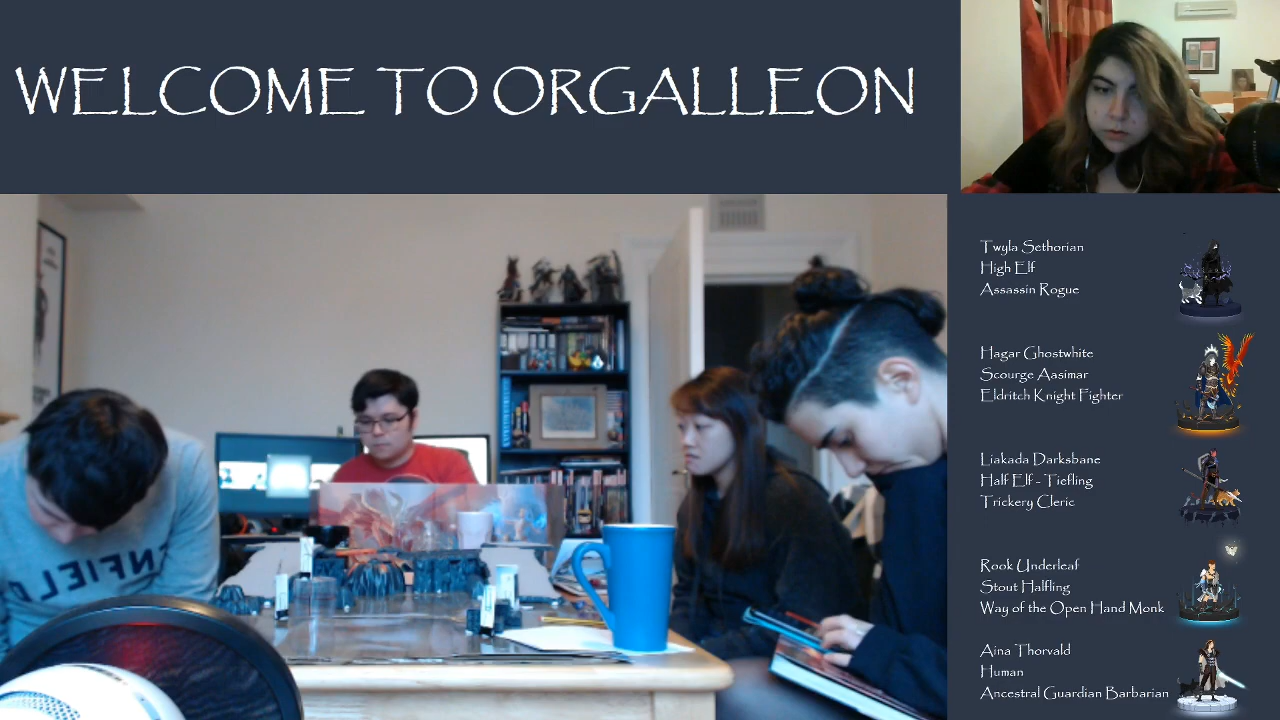 WELCOME TO ORGALLEON
Twyla Sethorian
High Elf
Assassin Rogue
Hagar Ghostwhite
Scourge Aasimar
Eldritch Knight Fighter
Liakada Darksbane
Half Elf - Tiefling
Trickery Cleric
Rook Underleaf
Stout Halfling
Way of the Open Hand Monk
Aina Thorvald
Human
Ancestral Guardian Barbarian
ENFIELD